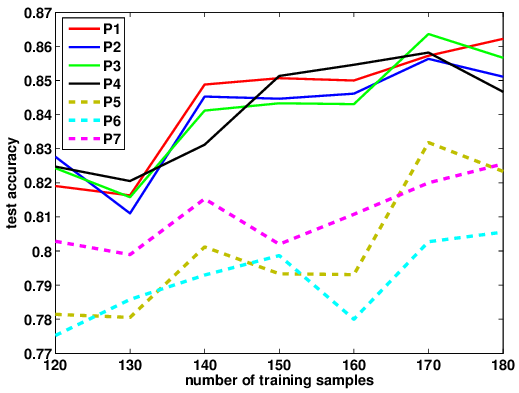 0.87
0.86
0.85
0.84
0.83
0.82
0.81
0.8
0.79
0.78
0.77
P1
P2
P3
P4
P5
P6
P7
120 130 140 150 160 170 180
number of training samples
test accuracy